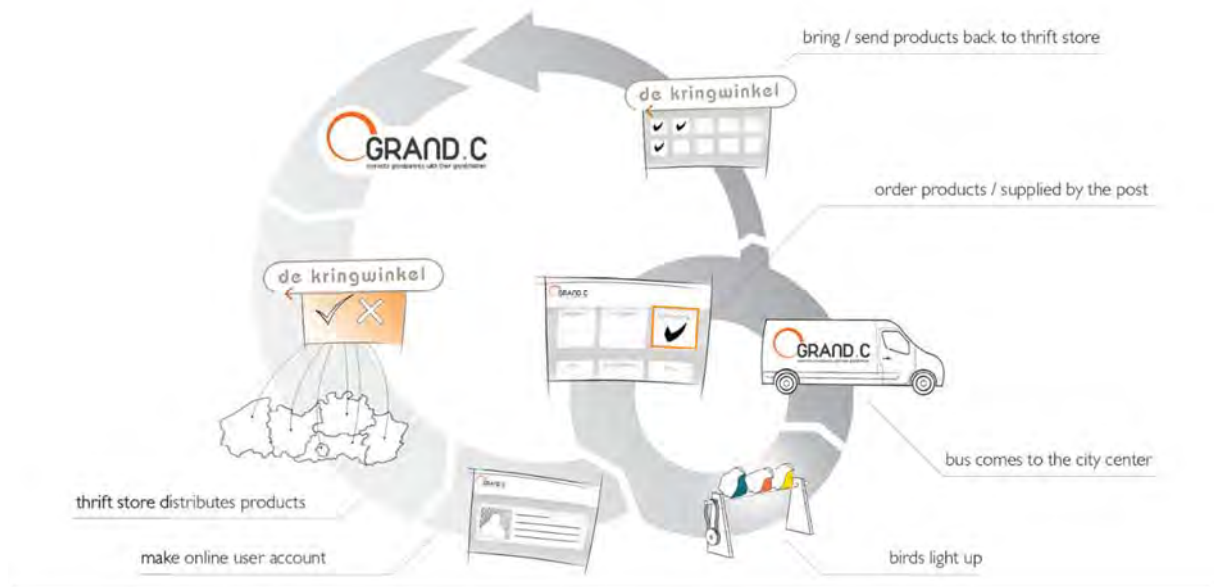 bring / send products back to thrift store
de kringwinkel
GRAND.C
order products / supplied by the post
de kringwinkel
GRAND.C
GRAND.C
bus comes to the city center
GRAND.C
thrift store distributes products
make online user account
birds light up